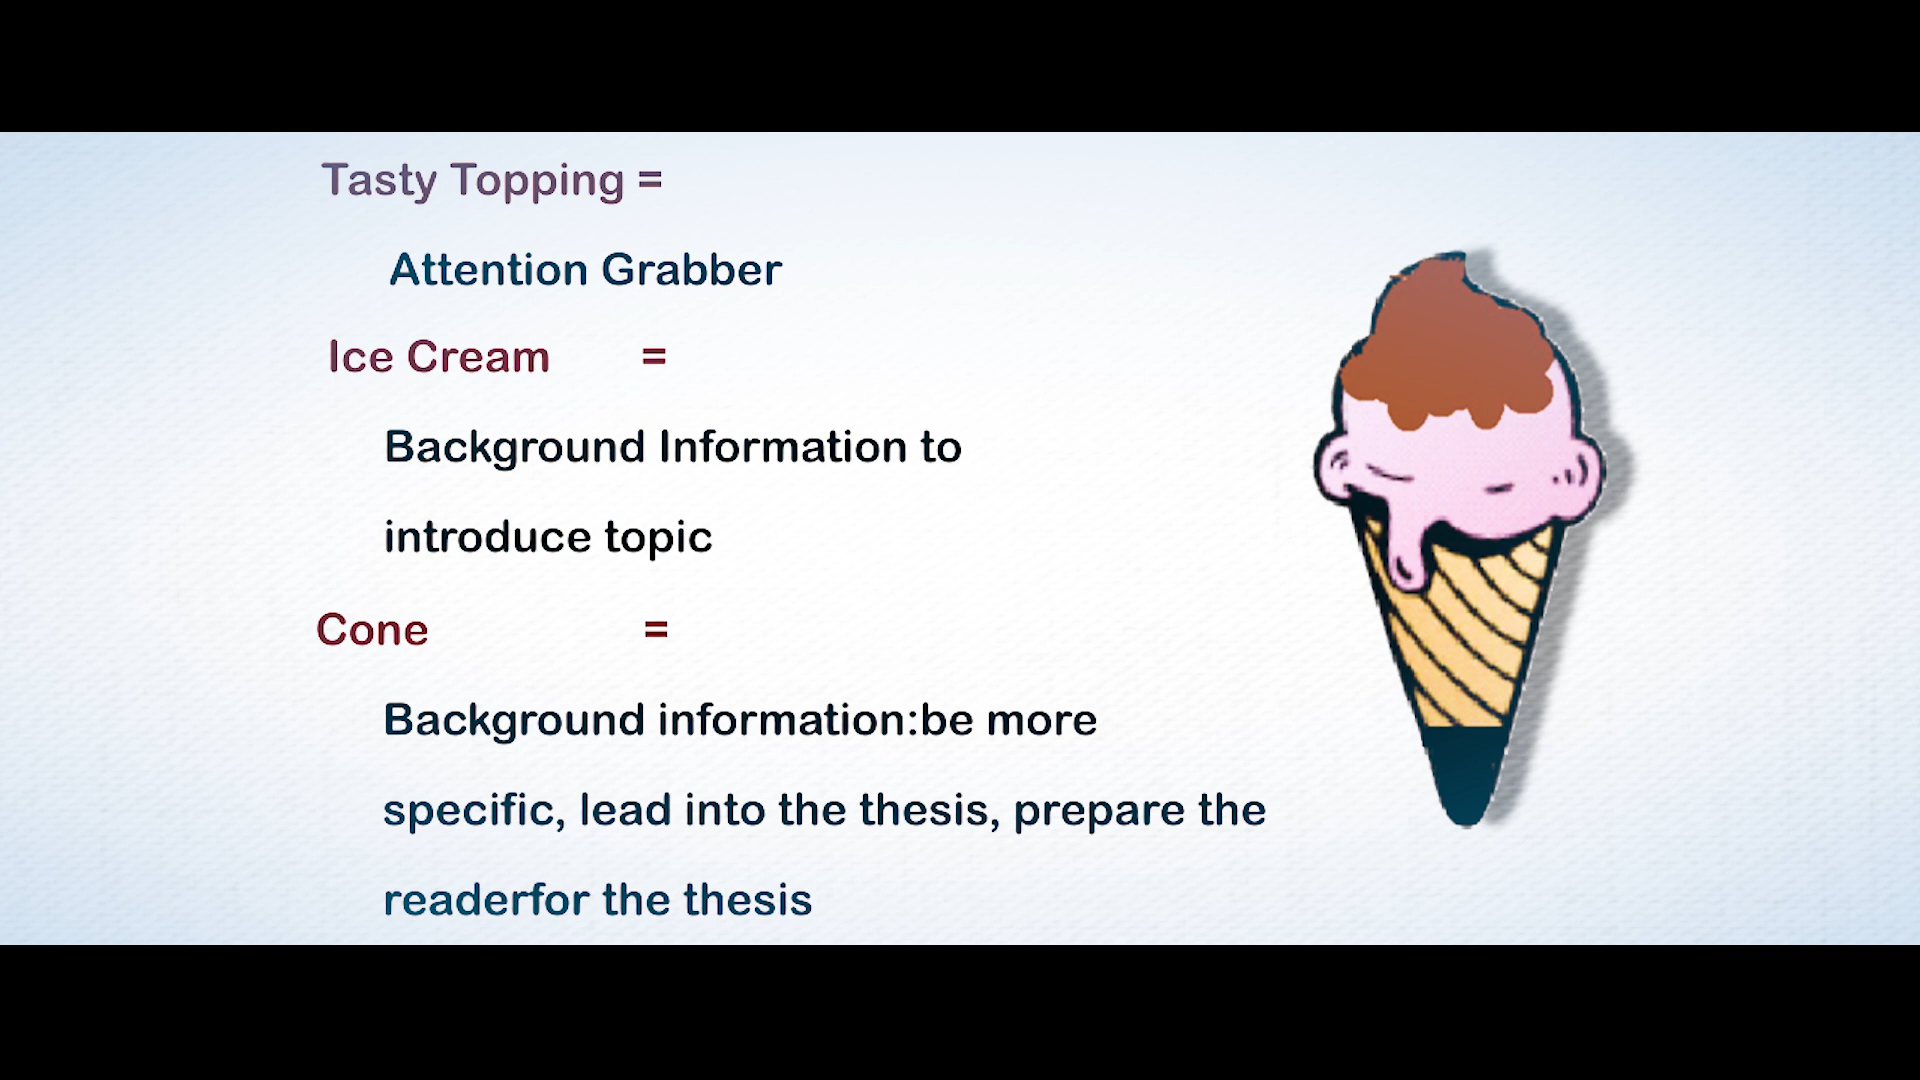 Tasty Topping =
Attention Grabber
Ice Cream =
Background Information to
introduce topic
Cone =
Background information:be more
specific, lead into the thesis, prepare the
readerfor the thesis